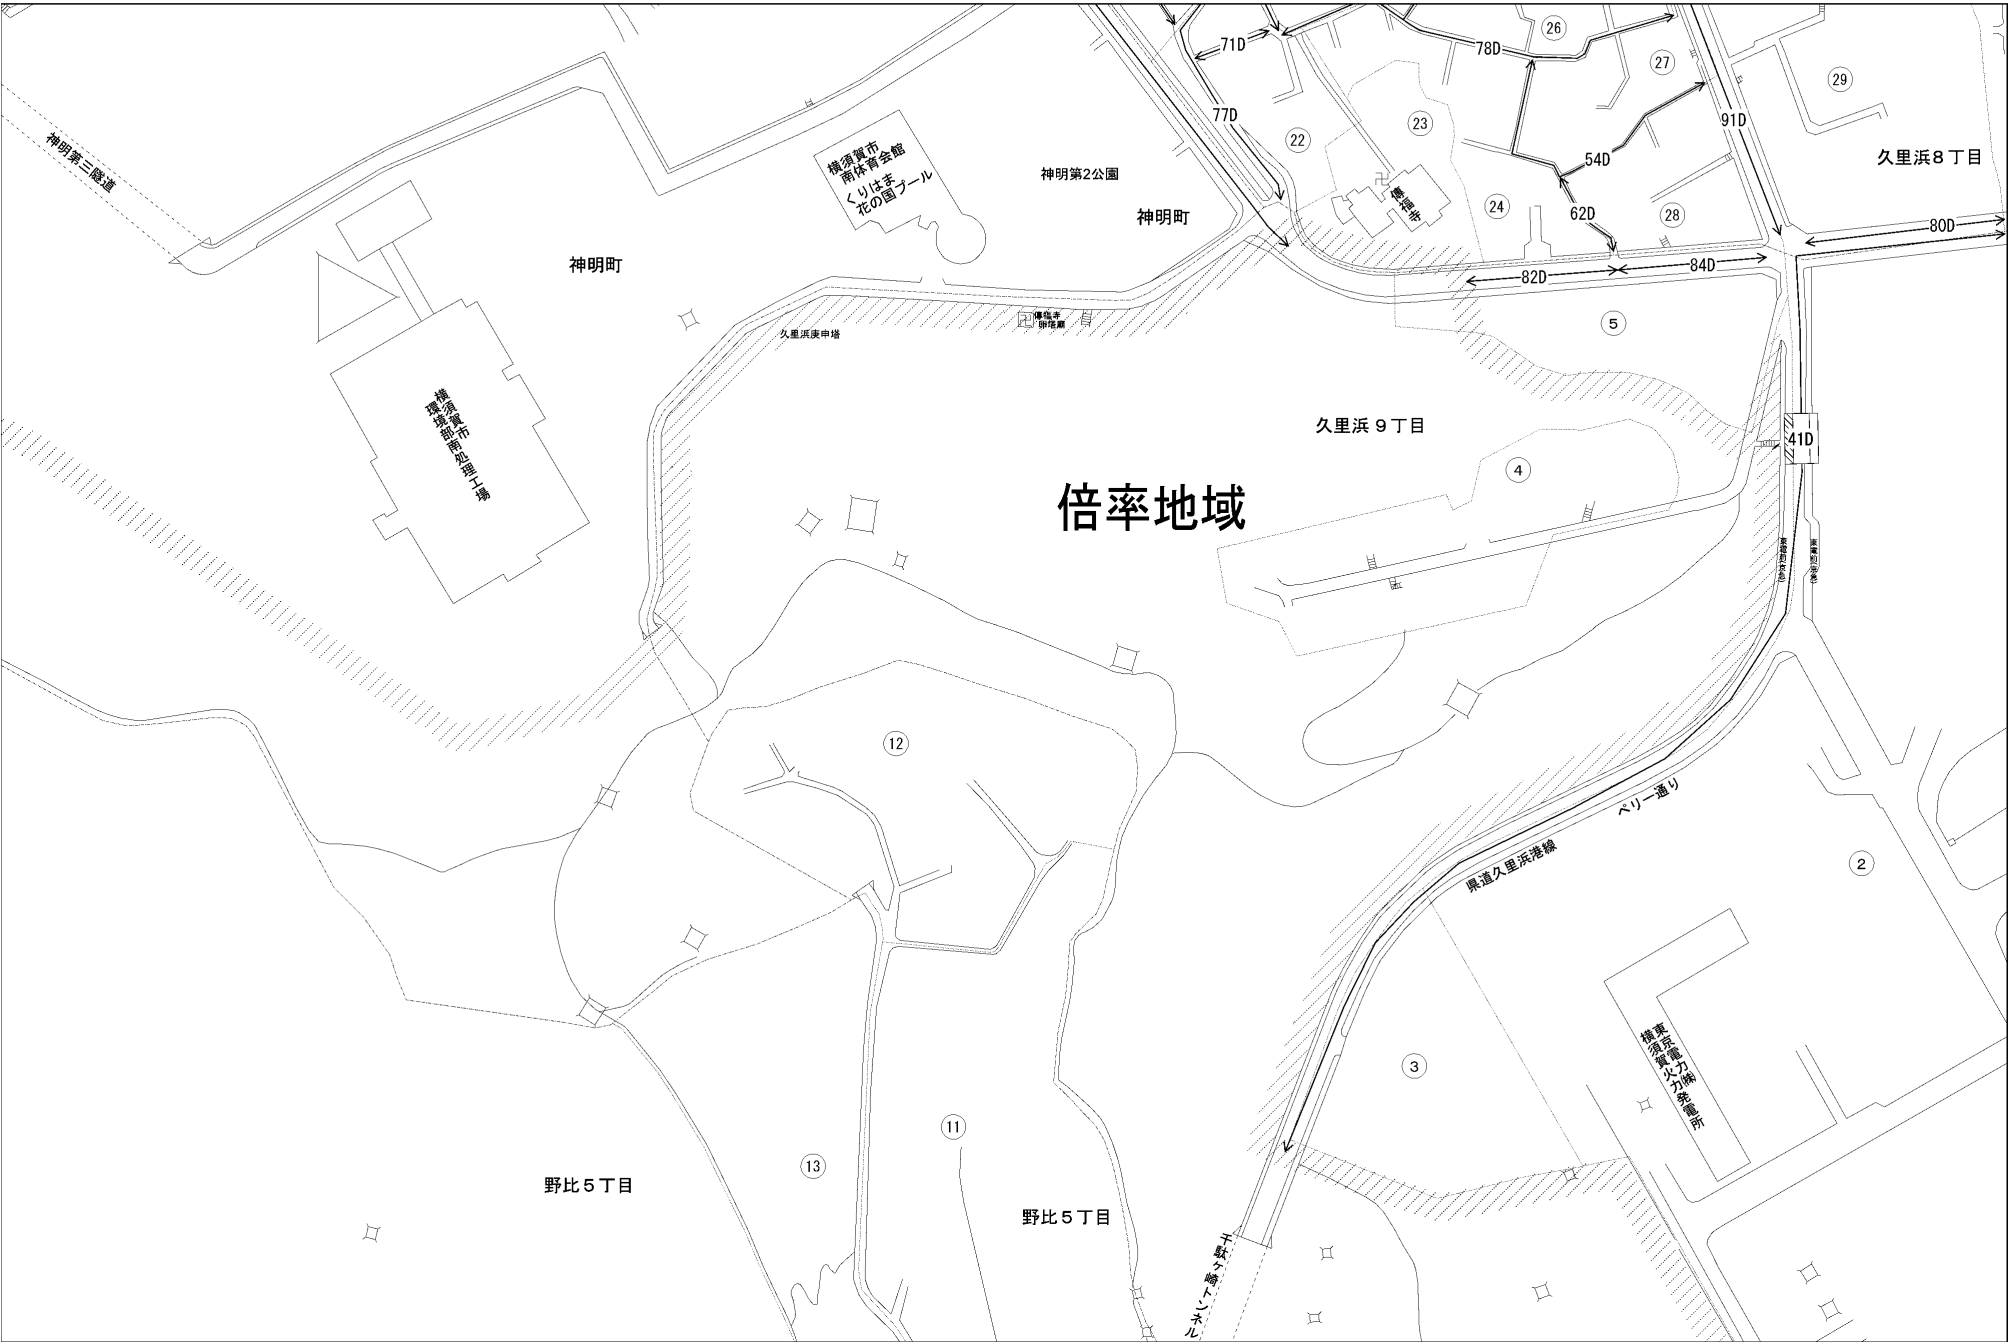 26
71D
78D
27
29
77D
91D
23
22
54D
久里浜8丁目
神明第三隧道
横須賀市
南体育会館
くりはま
花の国プール
神明第2公園
傳福寺
24
62D
28
神明町
80D
神明町
82D
84D
5
久里浜庚申塔
久里浜9丁目
41D
横須賀市
環境部南処理工場
4
倍率地域
12
ペリー通り
県道久里浜港線
2
3
東京電力㈱
横須賀火力発電所
11
13
野比5丁目
野比5丁目
千駄ヶ崎トンネル